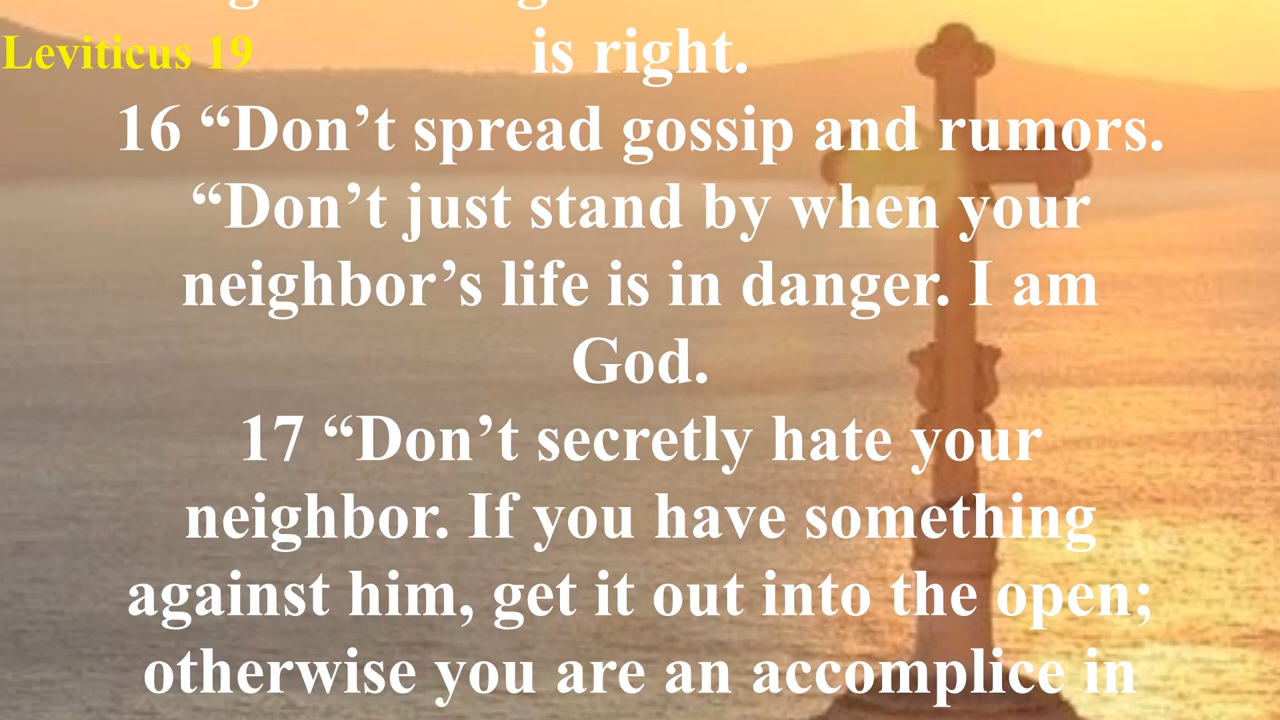 Leviticus 19
is right.
16 “Don’t spread gossip and rumors.
“Don’t just stand by when your
neighbor’s life is in danger. I am
God.
17 “Don’t secretly hate your
neighbor. If you have something
against him, get it out into the open;
otherwise you are an accomplice in